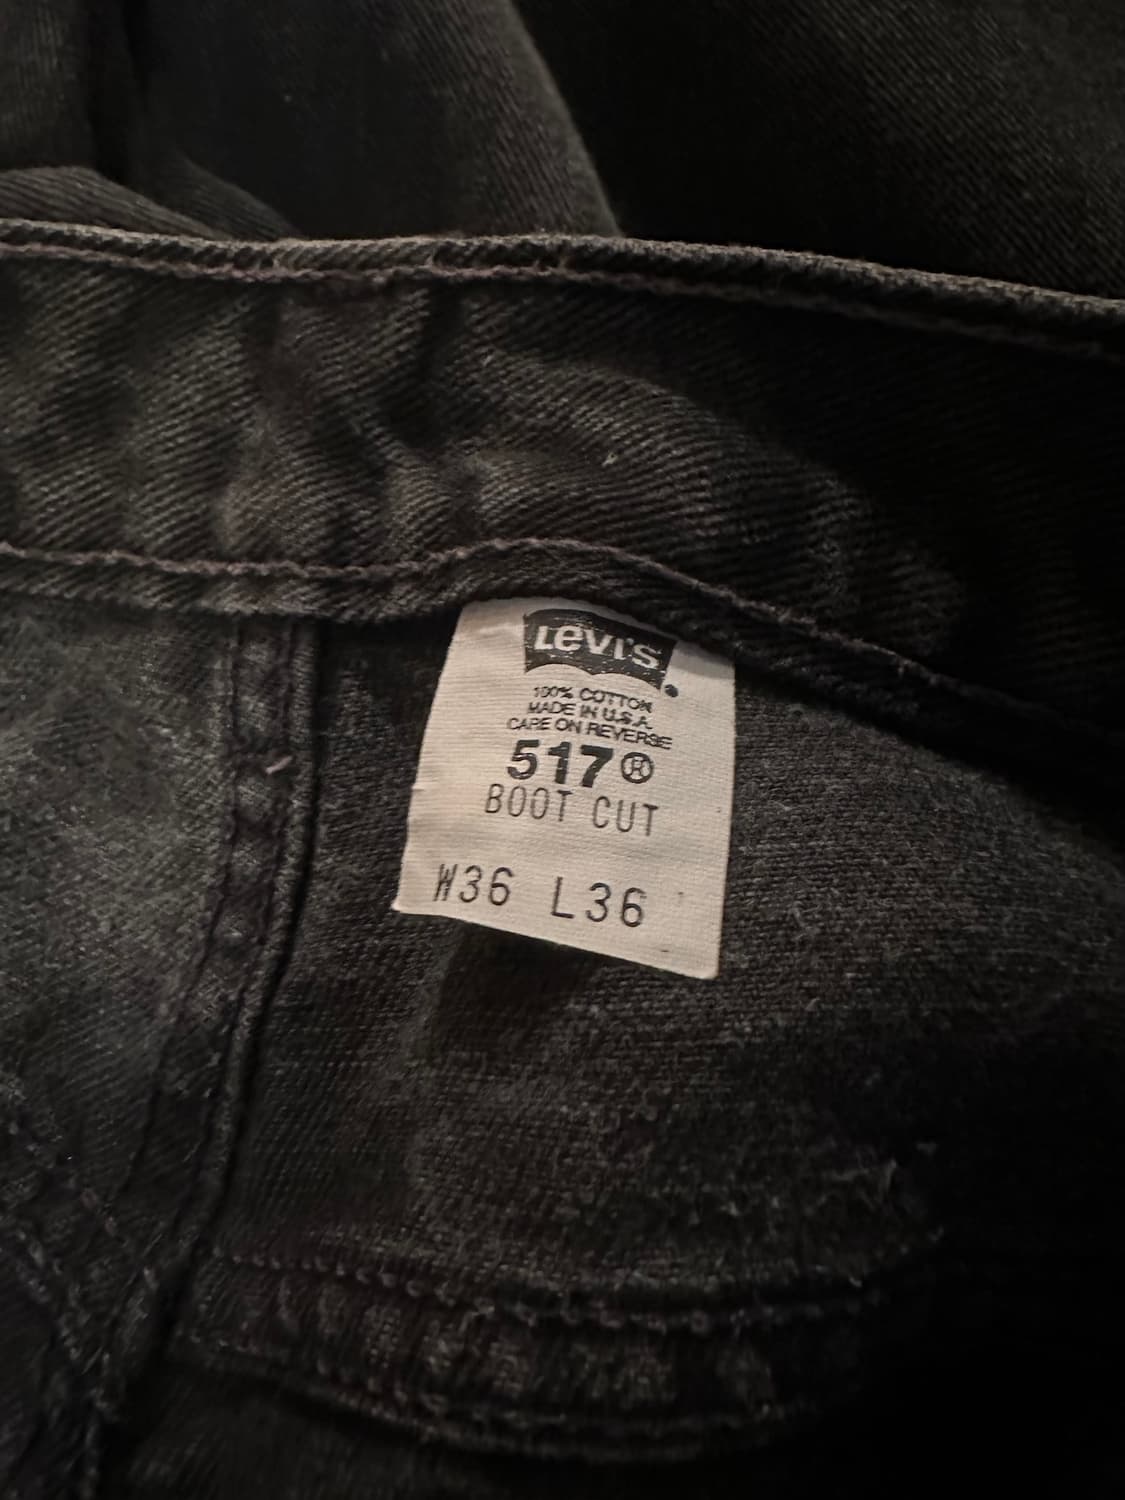 LEVI'S
100% COTTON
MADE IN U.S.A.
CARE ON REVERSE
517®
BOOT CUT
W36 L36